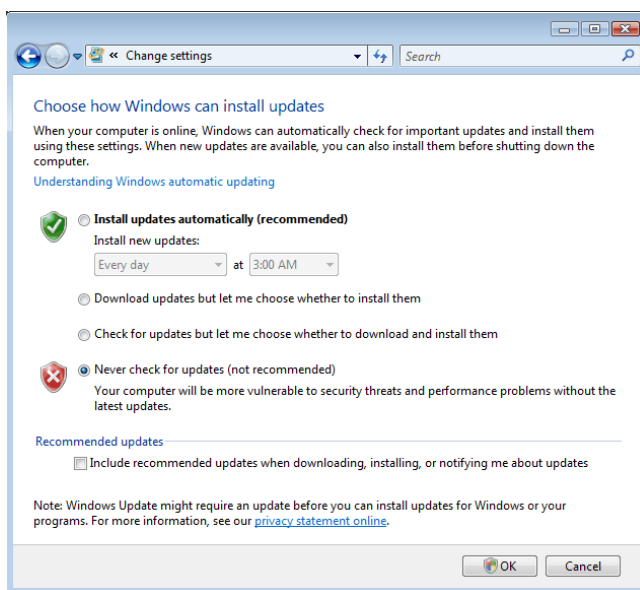 « Change settings
Search
Choose how Windows can install updates
When your computer is online, Windows can automatically check for important updates and install them
using these settings. When new updates are available, you can also install them before shutting down the
computer.
Understanding Windows automatic updating
Install updates automatically (recommended)
Install new updates:
Every day at 3:00 AM
Download updates but let me choose whether to install them
Check for updates but let me choose whether to download and install them
Never check for updates (not recommended)
Your computer will be more vulnerable to security threats and performance problems without the
latest updates.
Recommended updates
Include recommended updates when downloading, installing, or notifying me about updates
Note: Windows Update might require an update before you can install updates for Windows or your
programs. For more information, see our privacy statement online.
OK Cancel